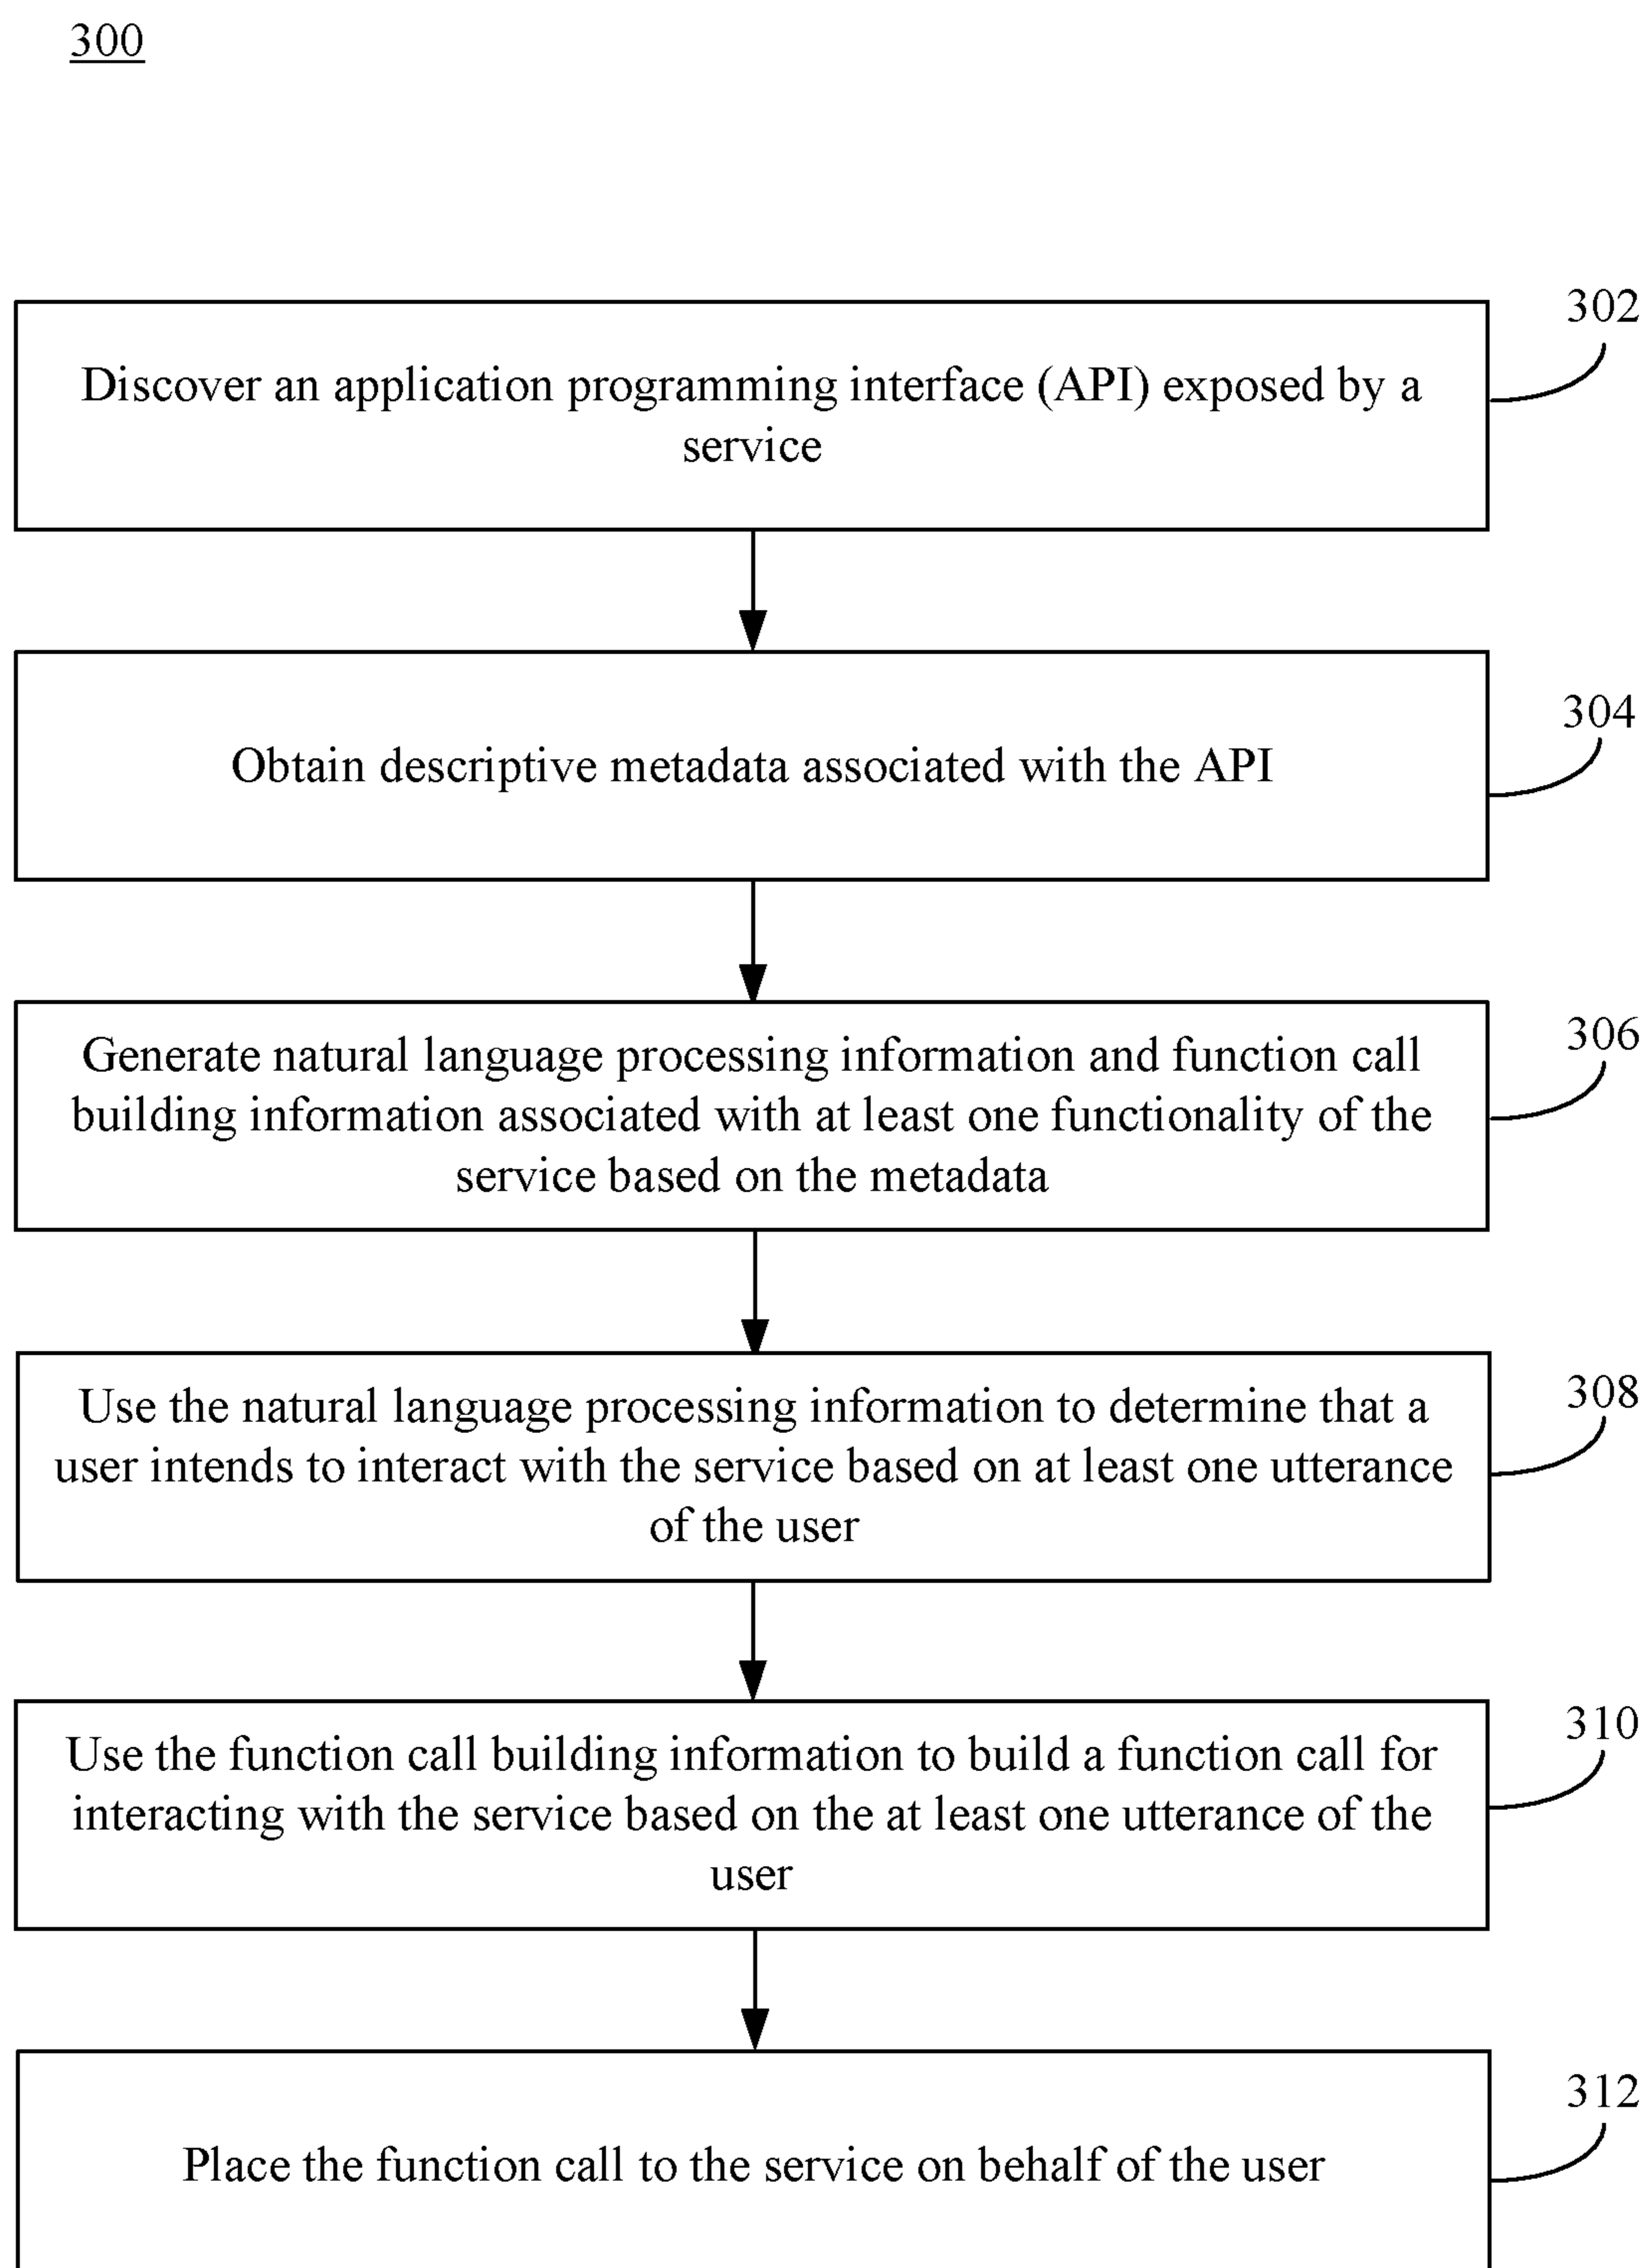 300
302
Discover an application programming interface (API) exposed by a
service
304
Obtain descriptive metadata associated with the API
306
Generate natural language processing information and function call
building information associated with at least one functionality of the
service based on the metadata
308
Use the natural language processing information to determine that a
user intends to interact with the service based on at least one utterance
of the user
310
Use the function call building information to build a function call for
interacting with the service based on the at least one utterance of the
user
312
Place the function call to the service on behalf of the user